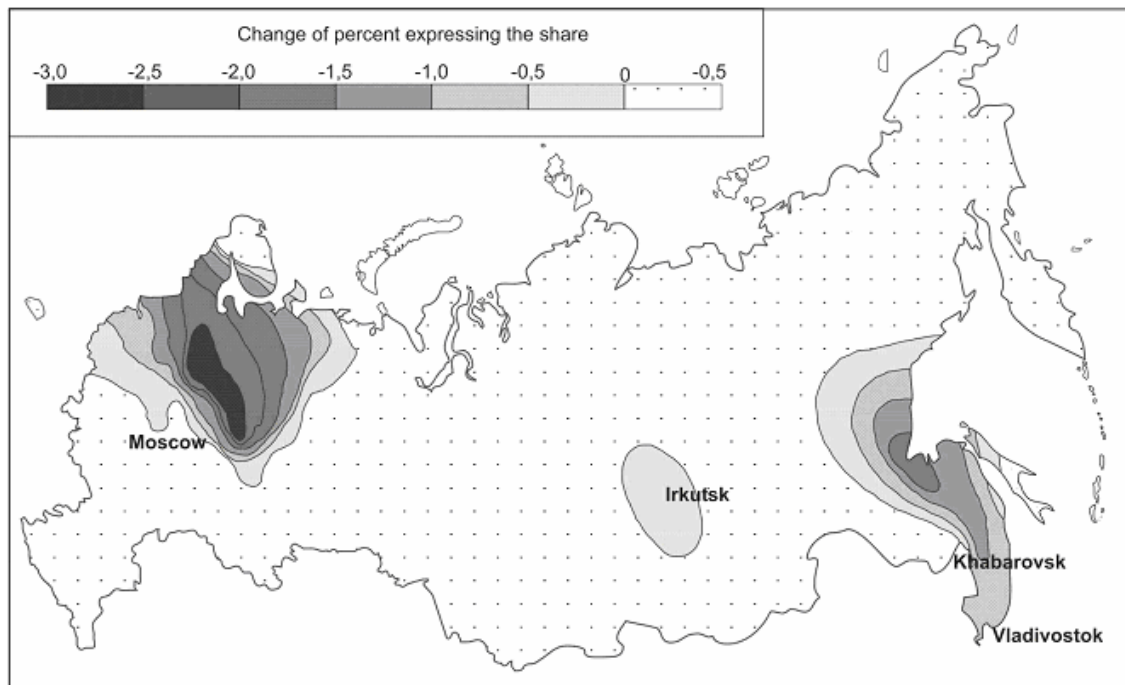 Change of percent expressing the share
-3,0 -2,5 -2,0 -1,5 -1,0 -0,5 0 -0,5
Moscow
Irkutsk
Khabarovsk
Vladivostok